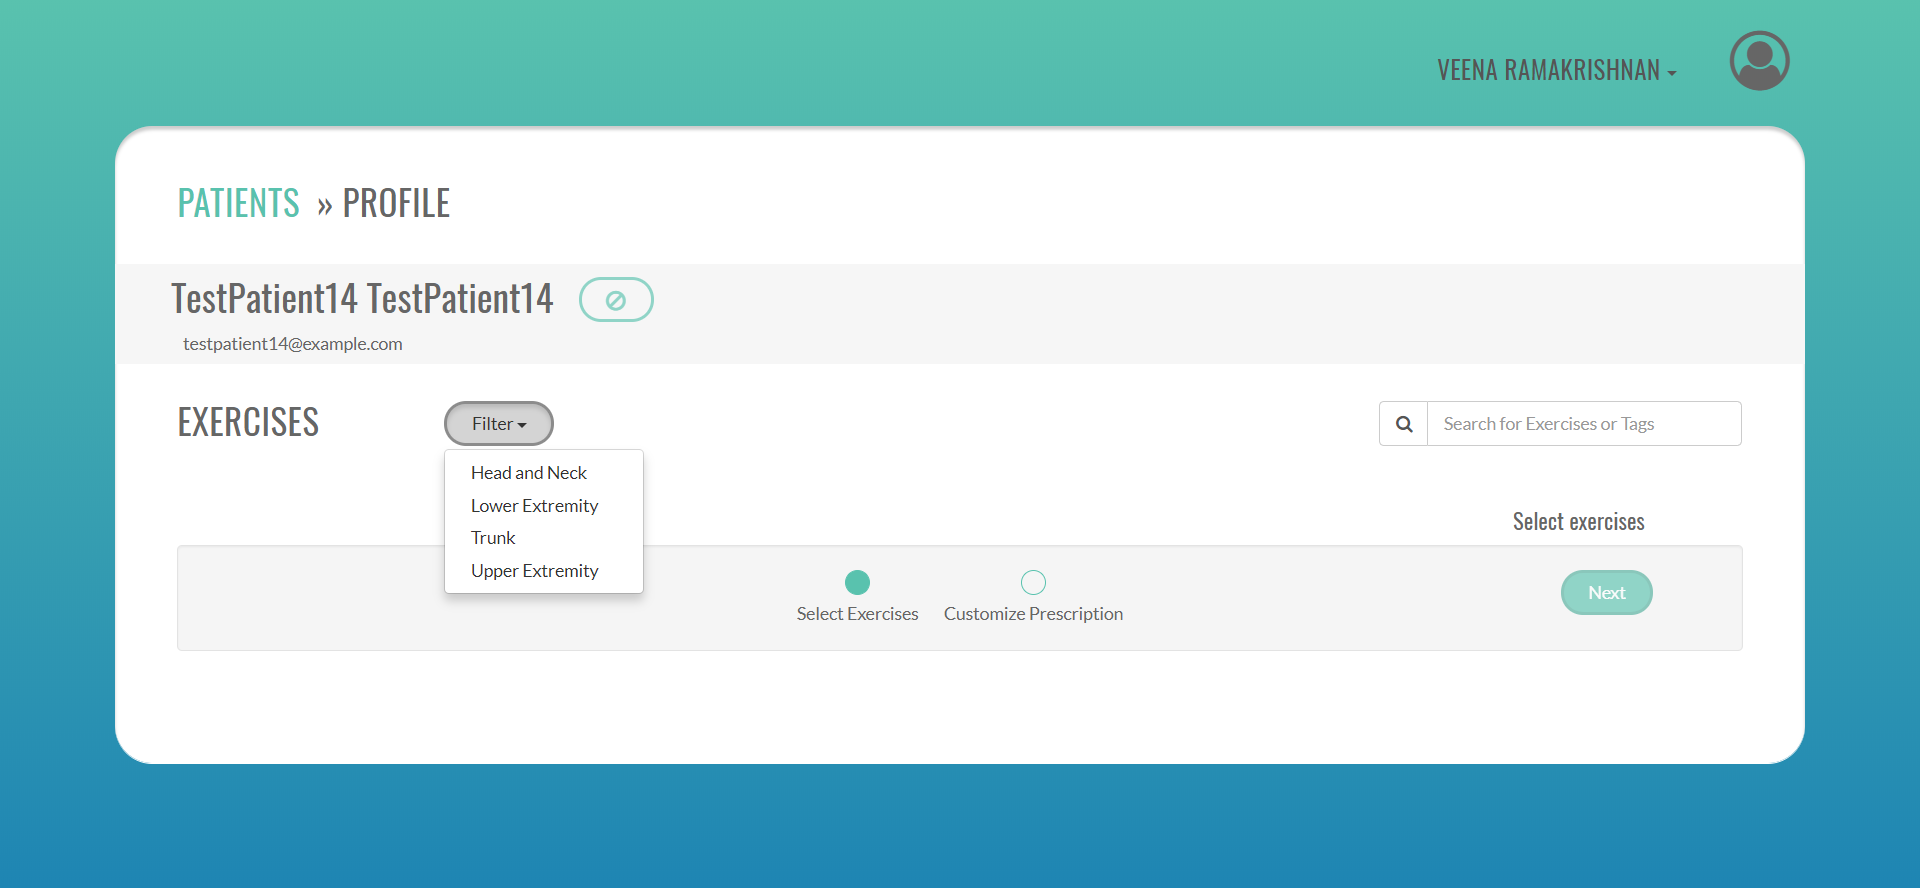 VEENA RAMAKRISHNAN
PATIENTS » PROFILE
TestPatient14 TestPatient14
testpatient14@example.com
EXERCISES
Filter
Search for Exercises or Tags
Head and Neck
Lower Extremity
Trunk
Upper Extremity
Select exercises
Select Exercises
Customize Prescription
Next